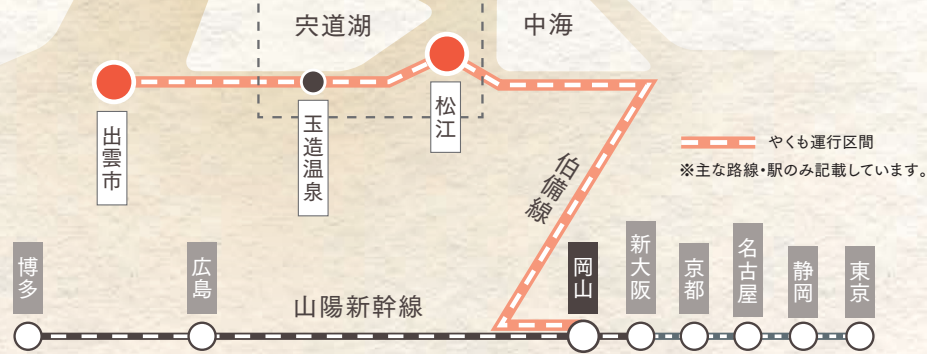 宍道湖
中海
出雲市
玉造温泉
松江
やくも運行区間
※主な路線・駅のみ記載しています。
伯備線
山陽新幹線
博多
広島
岡山
新大阪
京都
名古屋
静岡
東京